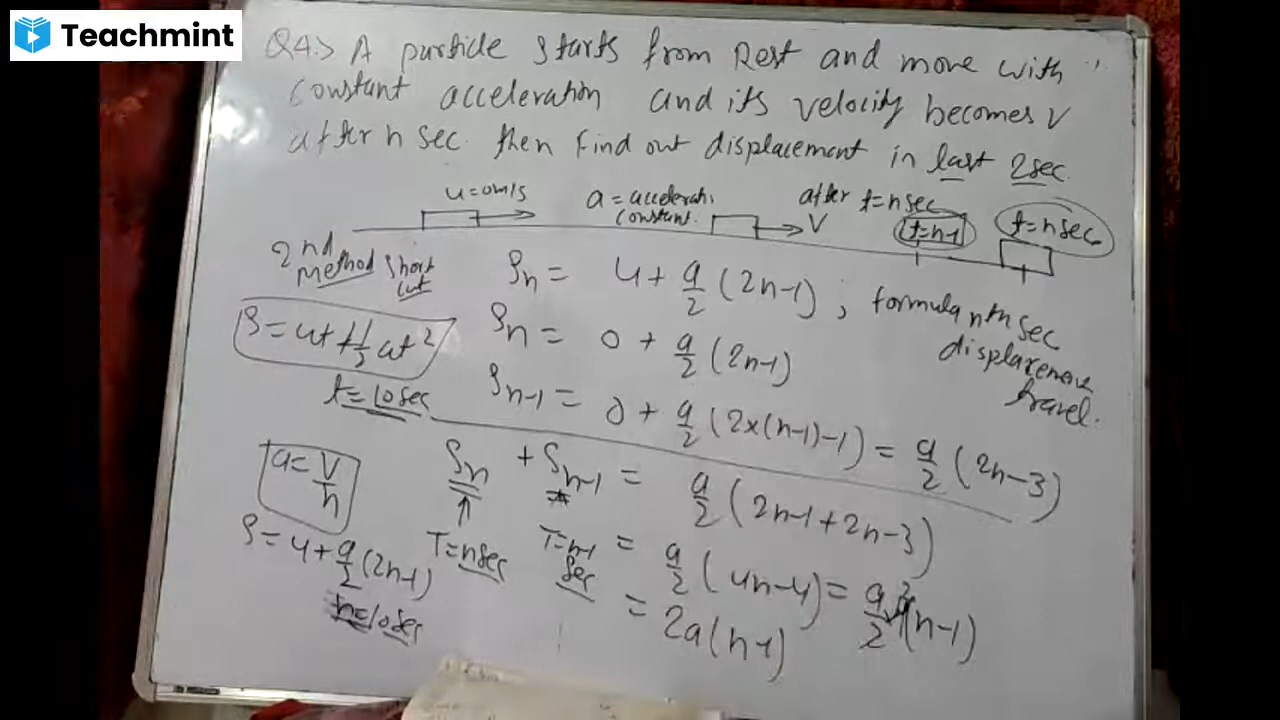 Teachmint
Q4.> A particle starts from Rest and move with
constant acceleration and its velocity becomes V
after n sec. then find out displacement in last 2sec.
u=0m/s
a = accelerati
constant.
after t=nsec
V
t=n-1
t=nsec
2nd
method short
cut
Sn = u + a/2 (2n-1) ; formula nth sec
displacement
travel.
S = ut + 1/2 at²
t=10sec
Sn = 0 + a/2 (2n-1)
Sn-1 = 0 + a/2 (2x(n-1)-1) = a/2 (2n-3)
a = V/n
Sn + Sn-1 = a/2 (2n-1+2n-3)
S = u + a/2 (2n-1)
n=10sec
T=nsec
T=n-1
sec
= a/2 (4n-4) = a/2 4(n-1)
= 2a(n-1)